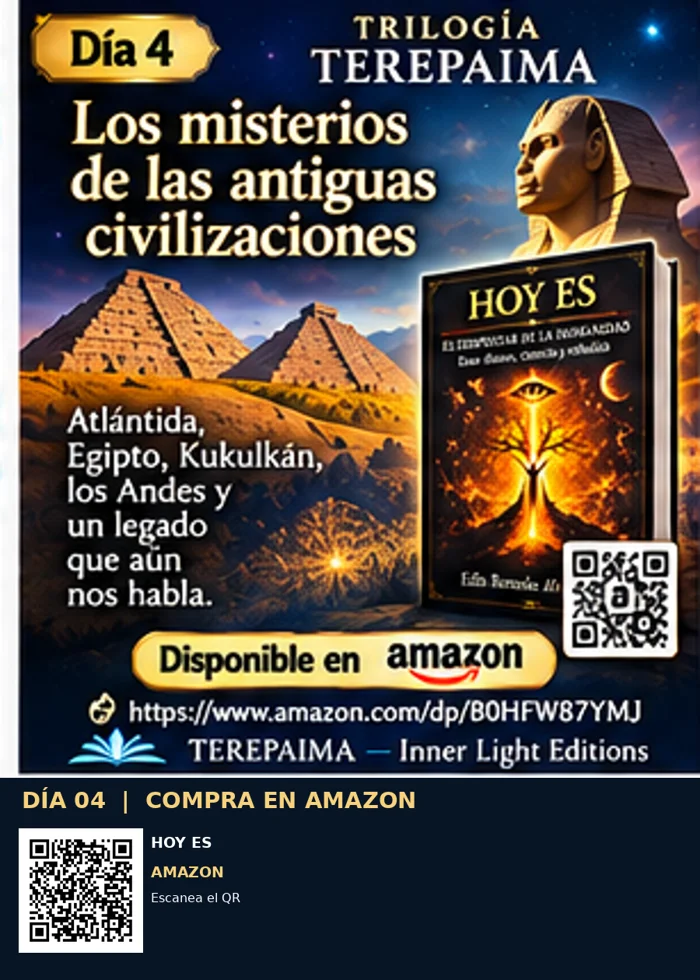 Día 4
TRILOGÍA
TEREPAIMA
Los misterios
de las antiguas
civilizaciones
HOY ES
DE LA
Atlántida,
Egipto, Kukulkán,
los Andes y
un legado
que aún
nos habla.
Disponible en amazon
https://www.amazon.com/dp/B0HFW87YMJ
TEREPAIMA — Inner Light Editions
DÍA 04 | COMPRA EN AMAZON
HOY ES
AMAZON
Escanea el QR